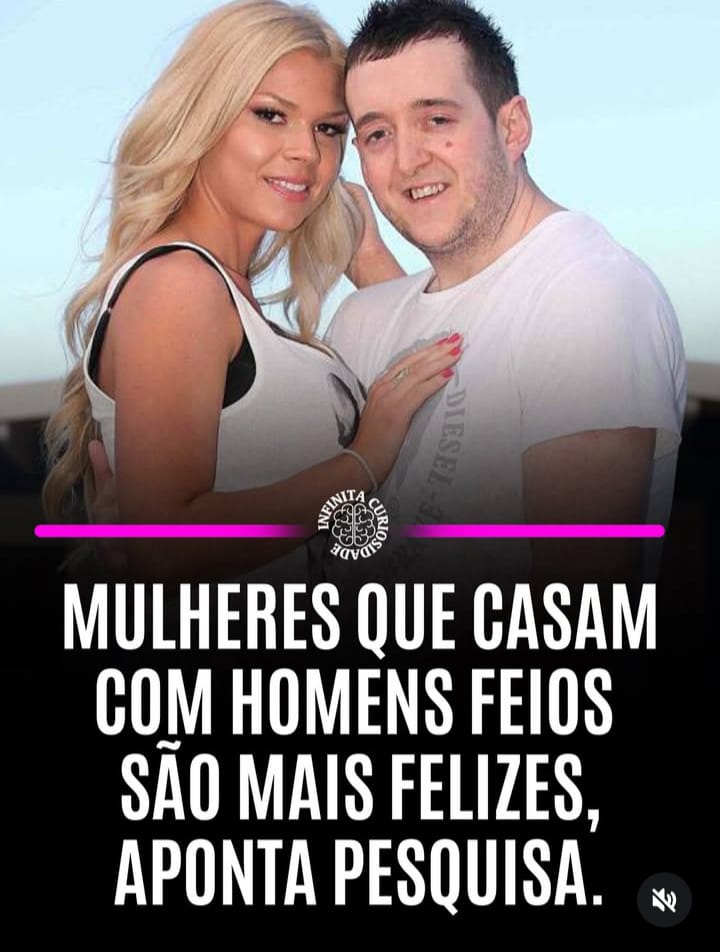 DIESEL
INFINITA CURIOSIDADE
MULHERES QUE CASAM
COM HOMENS FEIOS
SÃO MAIS FELIZES,
APONTA PESQUISA.